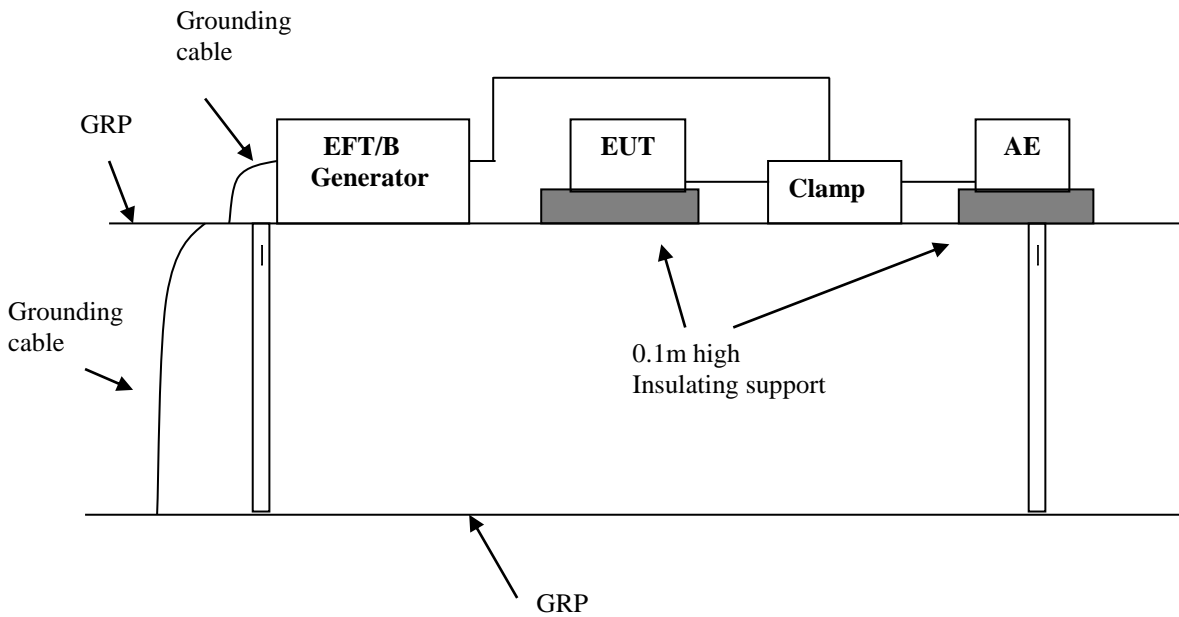 Grounding
cable
GRP
EFT/B
Generator
EUT
Clamp
AE
Grounding
cable
0.1m high
Insulating support
GRP